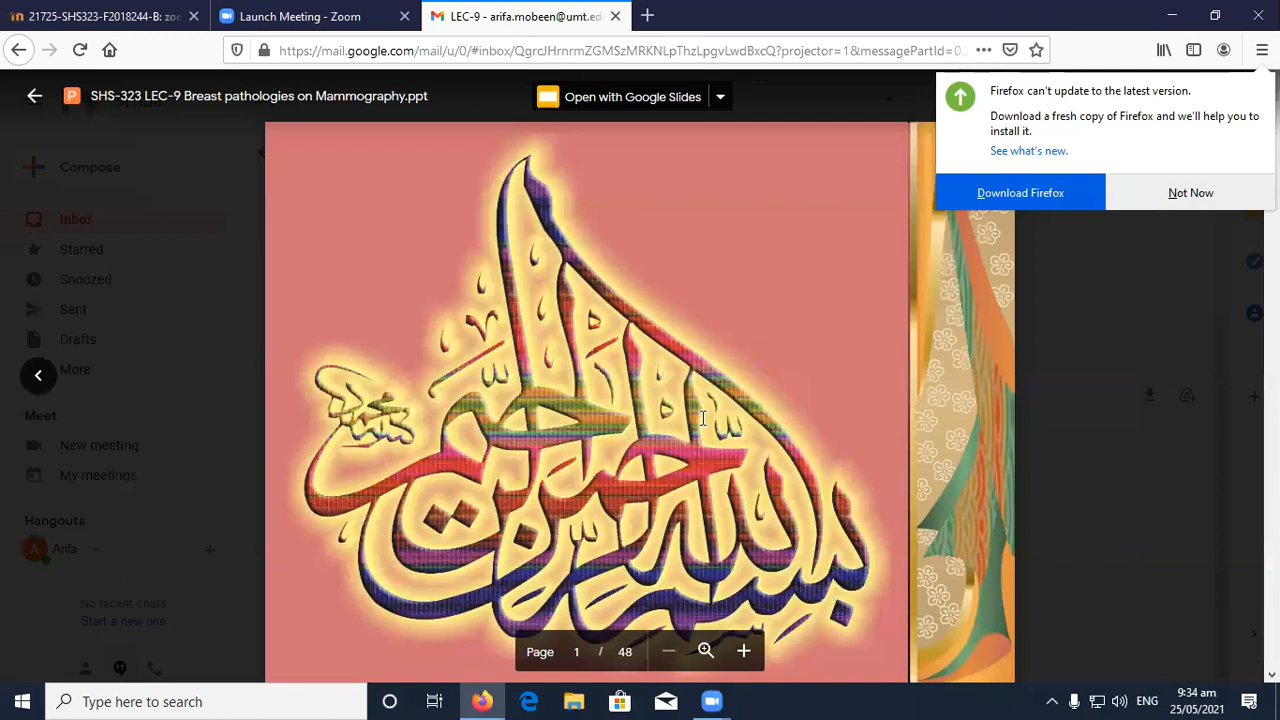 21725-SHS323-F2018244-B: zo
Launch Meeting - Zoom
LEC-9 - arifa.mobeen@umt.ed
https://mail.google.com/mail/u/0/#inbox/QgrcJHrnrmZGMSzMRKNLpThzLpgvLwdBxcQ?projector=1&messagePartId=0.
SHS-323 LEC-9 Breast pathologies on Mammography.ppt
Open with Google Slides
Firefox can't update to the latest version.
Download a fresh copy of Firefox and we'll help you to
install it.
See what's new.
Download Firefox
Not Now
Compose
Inbox
Starred
Snoozed
Sent
Drafts
More
Meet
New meeting
My meetings
Hangouts
Arifa
No recent chats
Start a new one
بسم الله الرحمن الرحيم
Page 1 / 48
Type here to search
ENG
9:34 am
25/05/2021